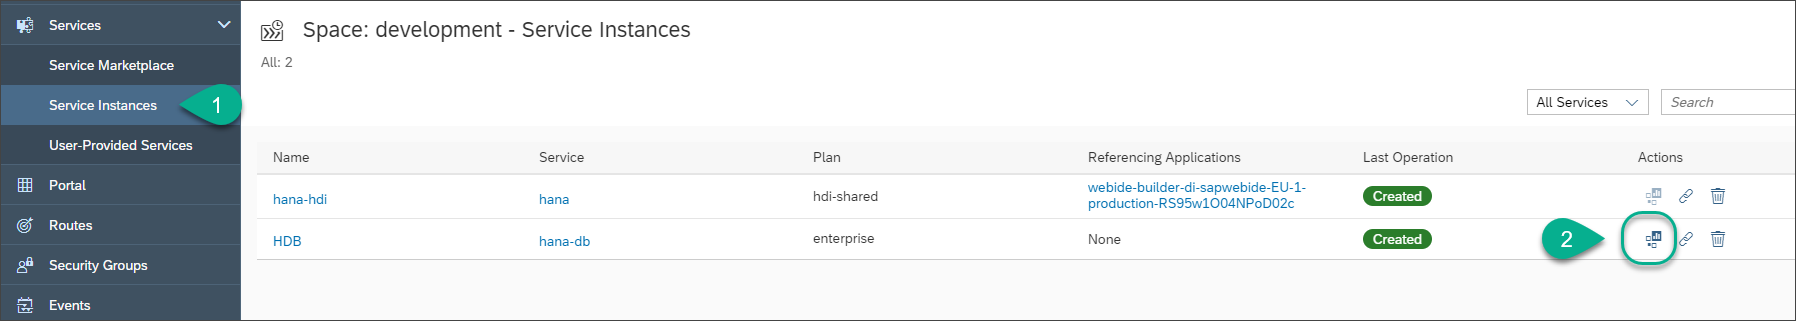 Services
Service Marketplace
Service Instances
1
User-Provided Services
Portal
Routes
Security Groups
Events
Space: development - Service Instances
All: 2
All Services
Search
Name Service Plan Referencing Applications Last Operation Actions
hana-hdi hana hdi-shared webide-builder-di-sapwebide-EU-1-
production-RS95w1O04NPoD02c Created
HDB hana-db enterprise None Created 2